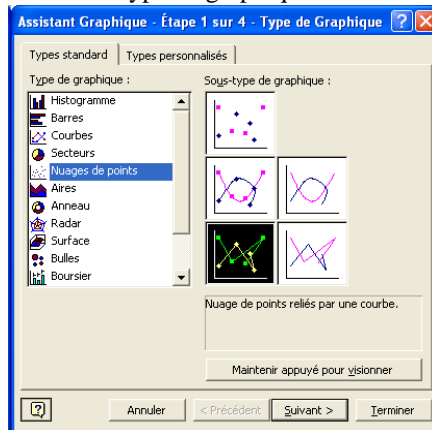 Assistant Graphique - Étape 1 sur 4 - Type de Graphique
Types standard
Types personnalisés
Type de graphique :
Histogramme
Barres
Courbes
Secteurs
Nuages de points
Aires
Anneau
Radar
Surface
Bulles
Boursier
Sous-type de graphique :
Nuage de points reliés par une courbe.
Maintenir appuyé pour visionner
Annuler
< Précédent
Suivant >
Terminer